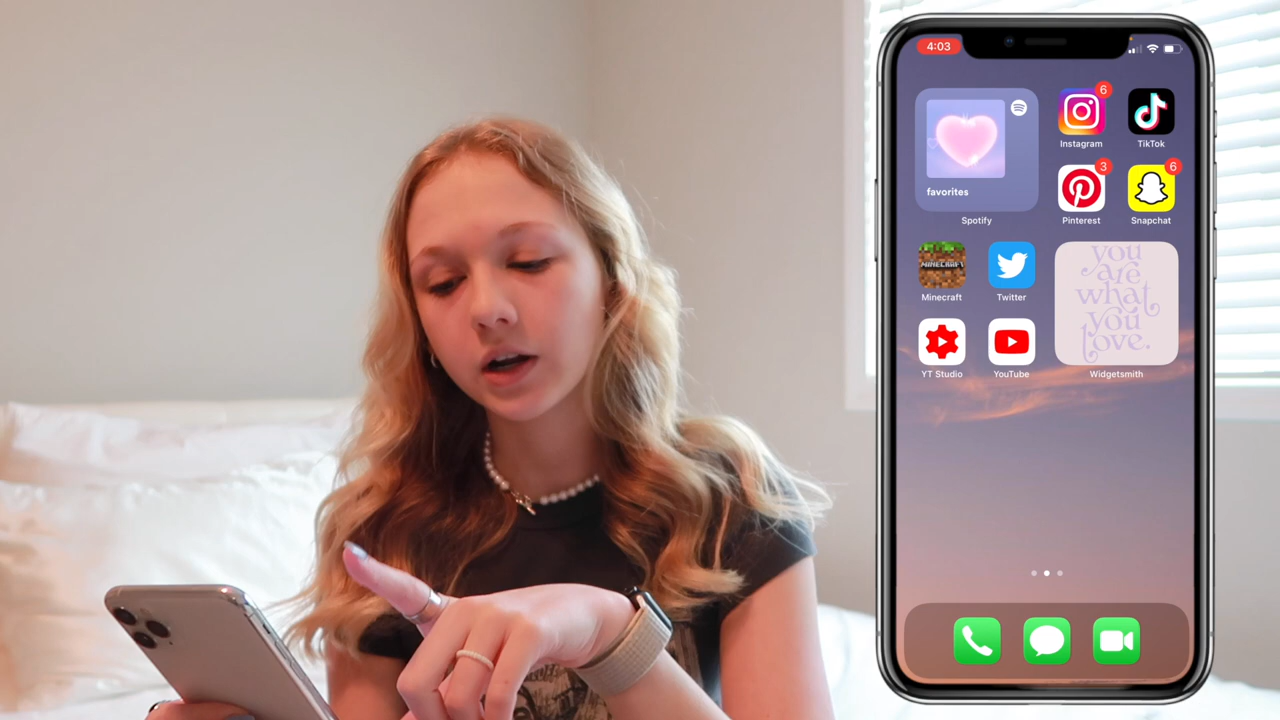 4:03
6
Instagram
TikTok
favorites
Spotify
3
Pinterest
6
Snapchat
MINECRAFT
Minecraft
Twitter
YT Studio
YouTube
you
are
what
you
love.
Widgetsmith